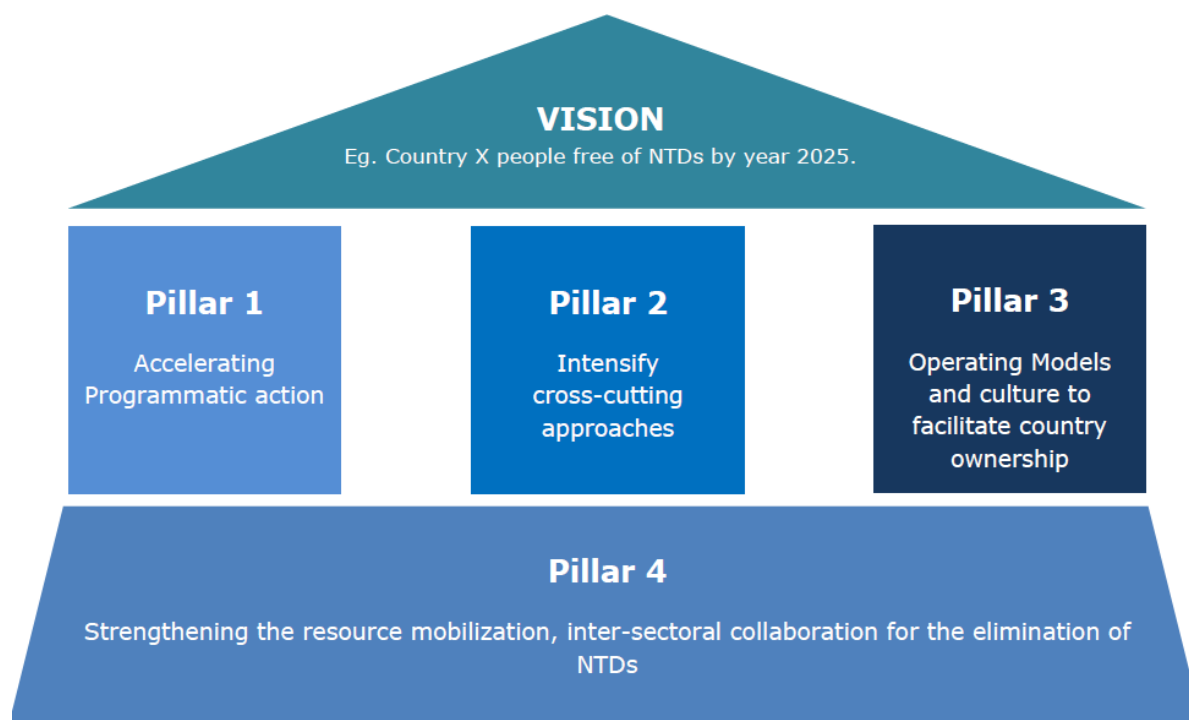 VISION
Eg. Country X people free of NTDs by year 2025.
Pillar 1
Accelerating
Programmatic action
Pillar 2
Intensify
cross-cutting
approaches
Pillar 3
Operating Models
and culture to
facilitate country
ownership
Pillar 4
Strengthening the resource mobilization, inter-sectoral collaboration for the elimination of
NTDs